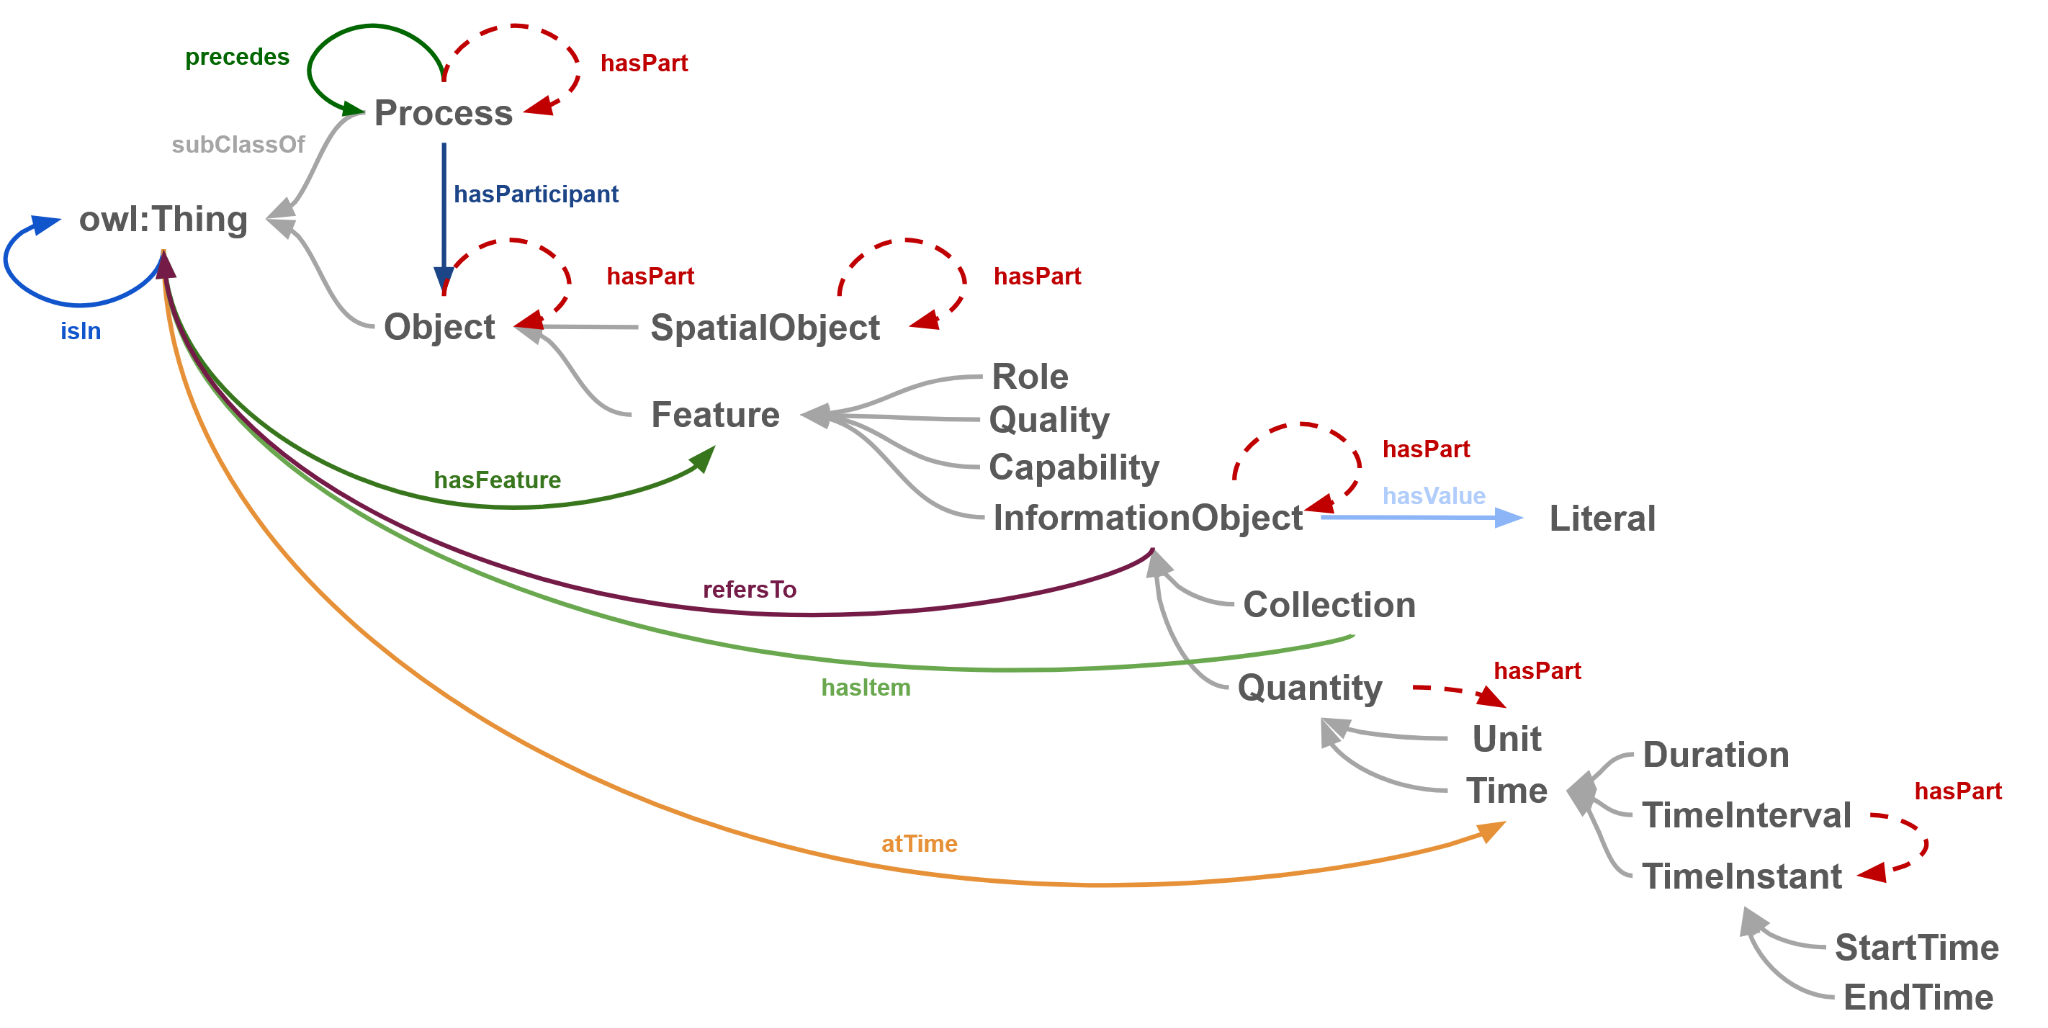 precedes
hasPart
Process
subClassOf
hasParticipant
owl:Thing
hasPart
hasPart
isIn
Object
SpatialObject
Role
Feature
Quality
hasPart
Capability
hasFeature
hasValue
InformationObject
Literal
refersTo
Collection
hasPart
hasItem
Quantity
Unit
Duration
Time
hasPart
TimeInterval
atTime
TimeInstant
StartTime
EndTime